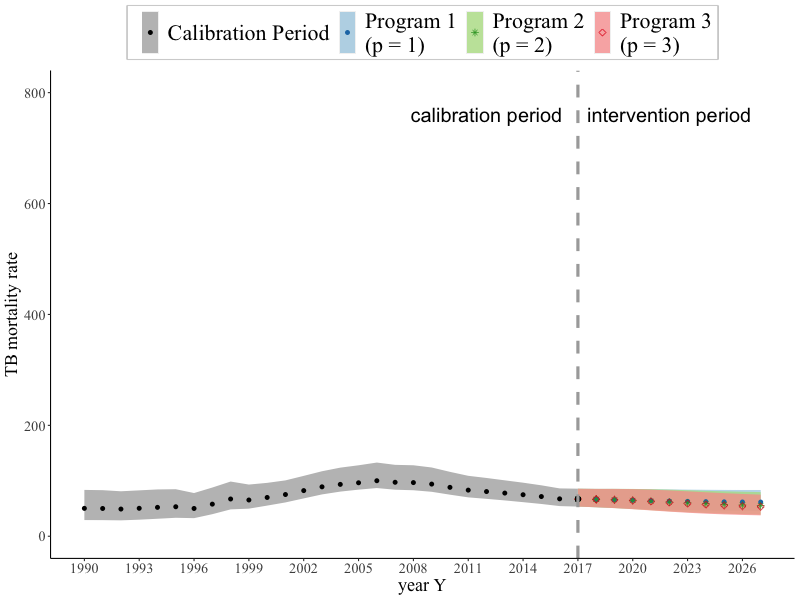 Calibration Period
Program 1
(p = 1)
Program 2
(p = 2)
Program 3
(p = 3)
calibration period
intervention period
TB mortality rate
800
600
400
200
0
1990 1993 1996 1999 2002 2005 2008 2011 2014 2017 2020 2023 2026
year Y